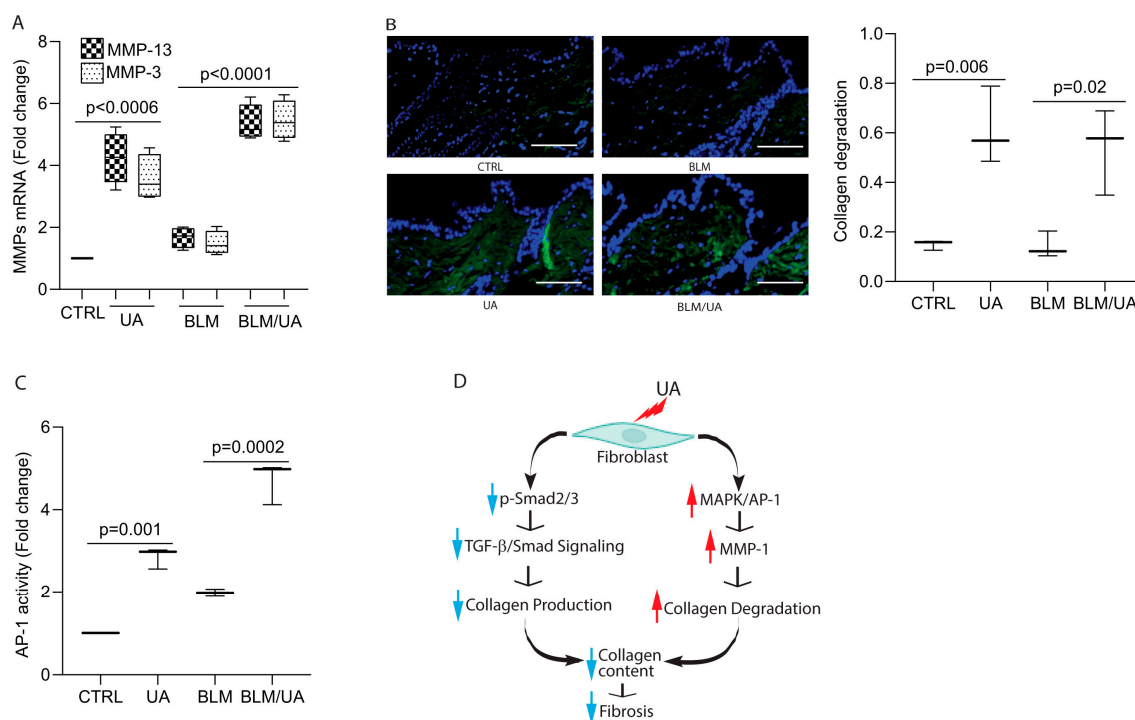 A
MMPs mRNA (Fold change)
8
6
4
2
0
MMP-13
MMP-3
p<0.0006
p<0.0001
CTRL
UA
BLM
BLM/UA
B
CTRL
BLM
UA
BLM/UA
Collagen degradation
1.0
0.8
0.6
0.4
0.2
0.0
p=0.006
p=0.02
CTRL
UA
BLM
BLM/UA
C
AP-1 activity (Fold change)
6
4
2
0
p=0.001
p=0.0002
CTRL
UA
BLM
BLM/UA
D
UA
Fibroblast
p-Smad2/3
MAPK/AP-1
TGF-β/Smad Signaling
MMP-1
Collagen Production
Collagen Degradation
Collagen
content
Fibrosis